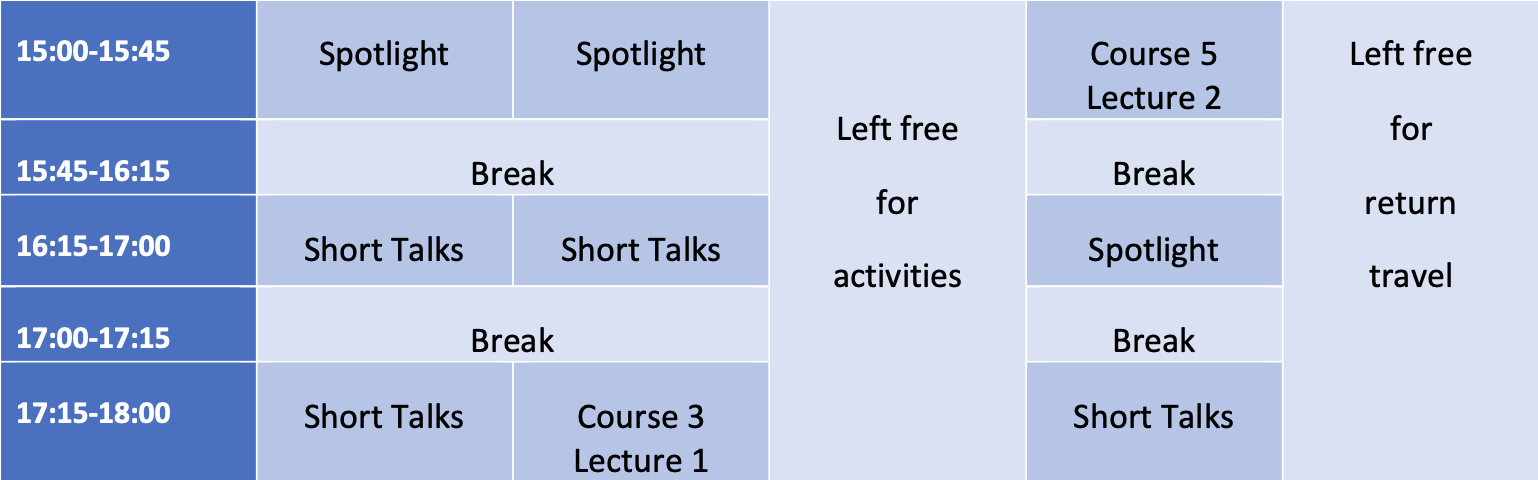 15:00-15:45
Spotlight
Spotlight
Course 5
Lecture 2
15:45-16:15
Break
Break
16:15-17:00
Short Talks
Short Talks
Spotlight
17:00-17:15
Break
Break
17:15-18:00
Short Talks
Course 3
Lecture 1
Short Talks
Left free
for
activities
Left free
for
return
travel